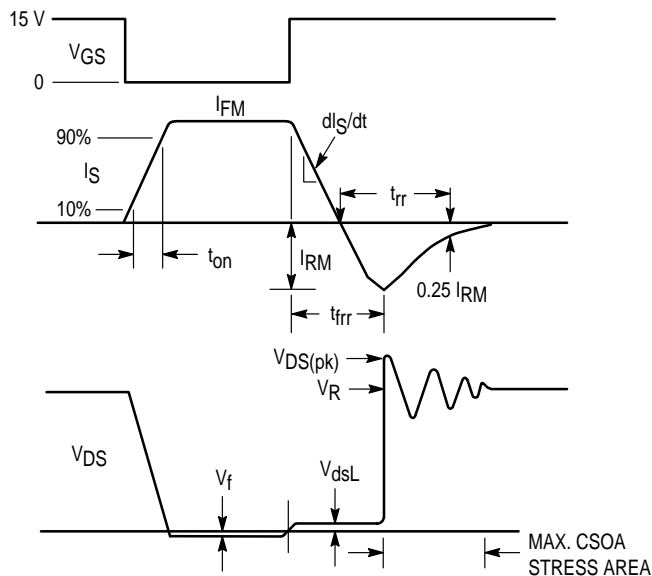 15 V
VGS
0
IFM
dIS/dt
90%
IS
trr
10%
ton
IRM
0.25 IRM
tfrr
VDS(pk)
VR
VDS
Vf
VdsL
MAX. CSOA
STRESS AREA